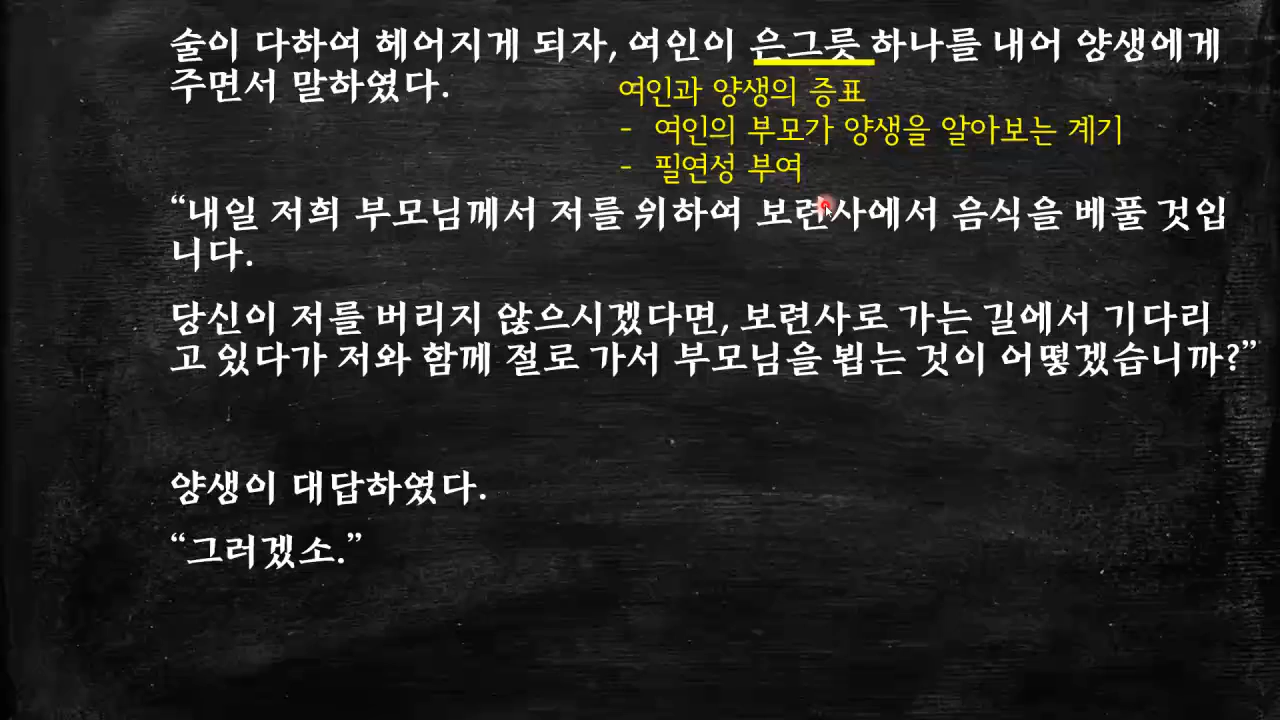 술이 다하여 헤어지게 되자, 여인이 은그릇 하나를 내어 양생에게
주면서 말하였다.
여인과 양생의 증표
- 여인의 부모가 양생을 알아보는 계기
- 필연성 부여
“내일 저희 부모님께서 저를 위하여 보련사에서 음식을 베풀 것입
니다.
당신이 저를 버리지 않으시겠다면, 보련사로 가는 길에서 기다리
고 있다가 저와 함께 절로 가서 부모님을 뵙는 것이 어떻겠습니까?”
양생이 대답하였다.
“그러겠소.”